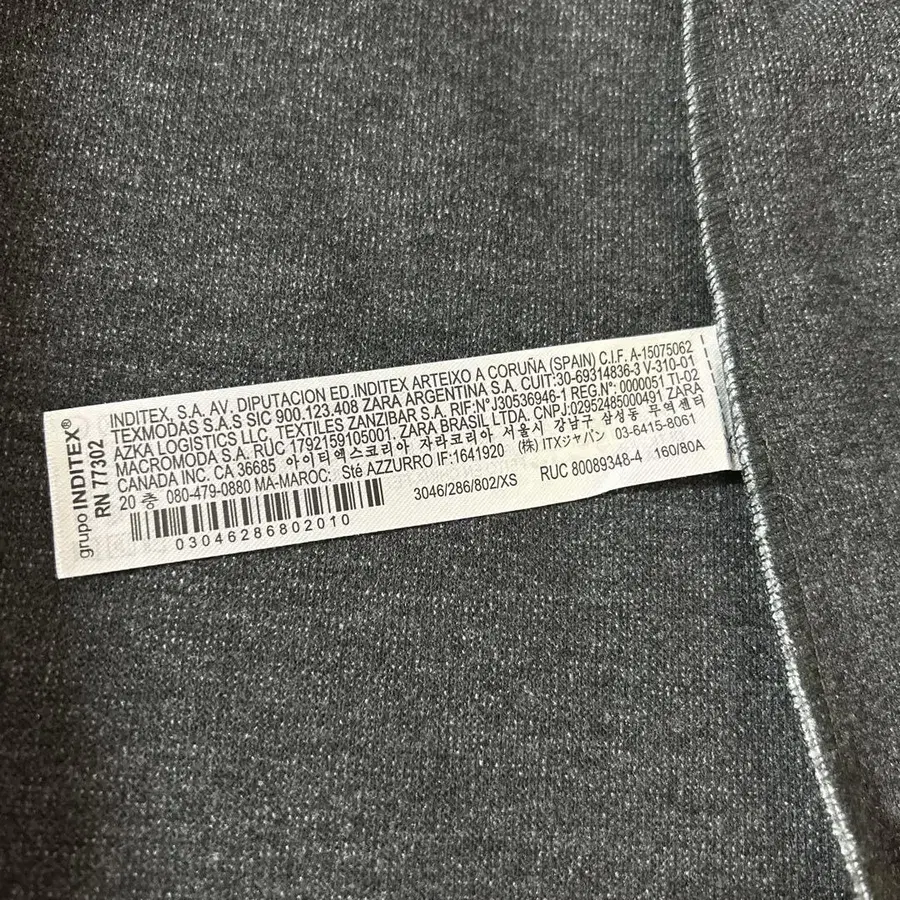 grupo INDITEX®
RN 77302
INDITEX, S.A. AV. DIPUTACION ED.INDITEX ARTEIXO A CORUÑA (SPAIN) C.I.F. A-15075062
TEXMODAS S.A.S SIC 900.123.408 ZARA ARGENTINA S.A. CUIT:30-69314836-3 V-310-01
AZKA LOGISTICS LLC, TEXTILES ZANZIBAR S.A. RIF:Nº J30536946-1 REG.Nº: 0000051 TI-02
MACROMODA S.A. RUC 1792159105001. ZARA BRASIL LTDA. CNPJ:02952485000491 ZARA
CANADA INC. CA 36685 아이티엑스코리아 자라코리아 서울시 강남구 삼성동 무역센터
20 층 080-479-0880 MA-MAROC: Sté AZZURRO IF:1641920 (株) ITXジャパン 03-6415-8061
3046/286/802/XS RUC 80089348-4 160/80A
03046286802010